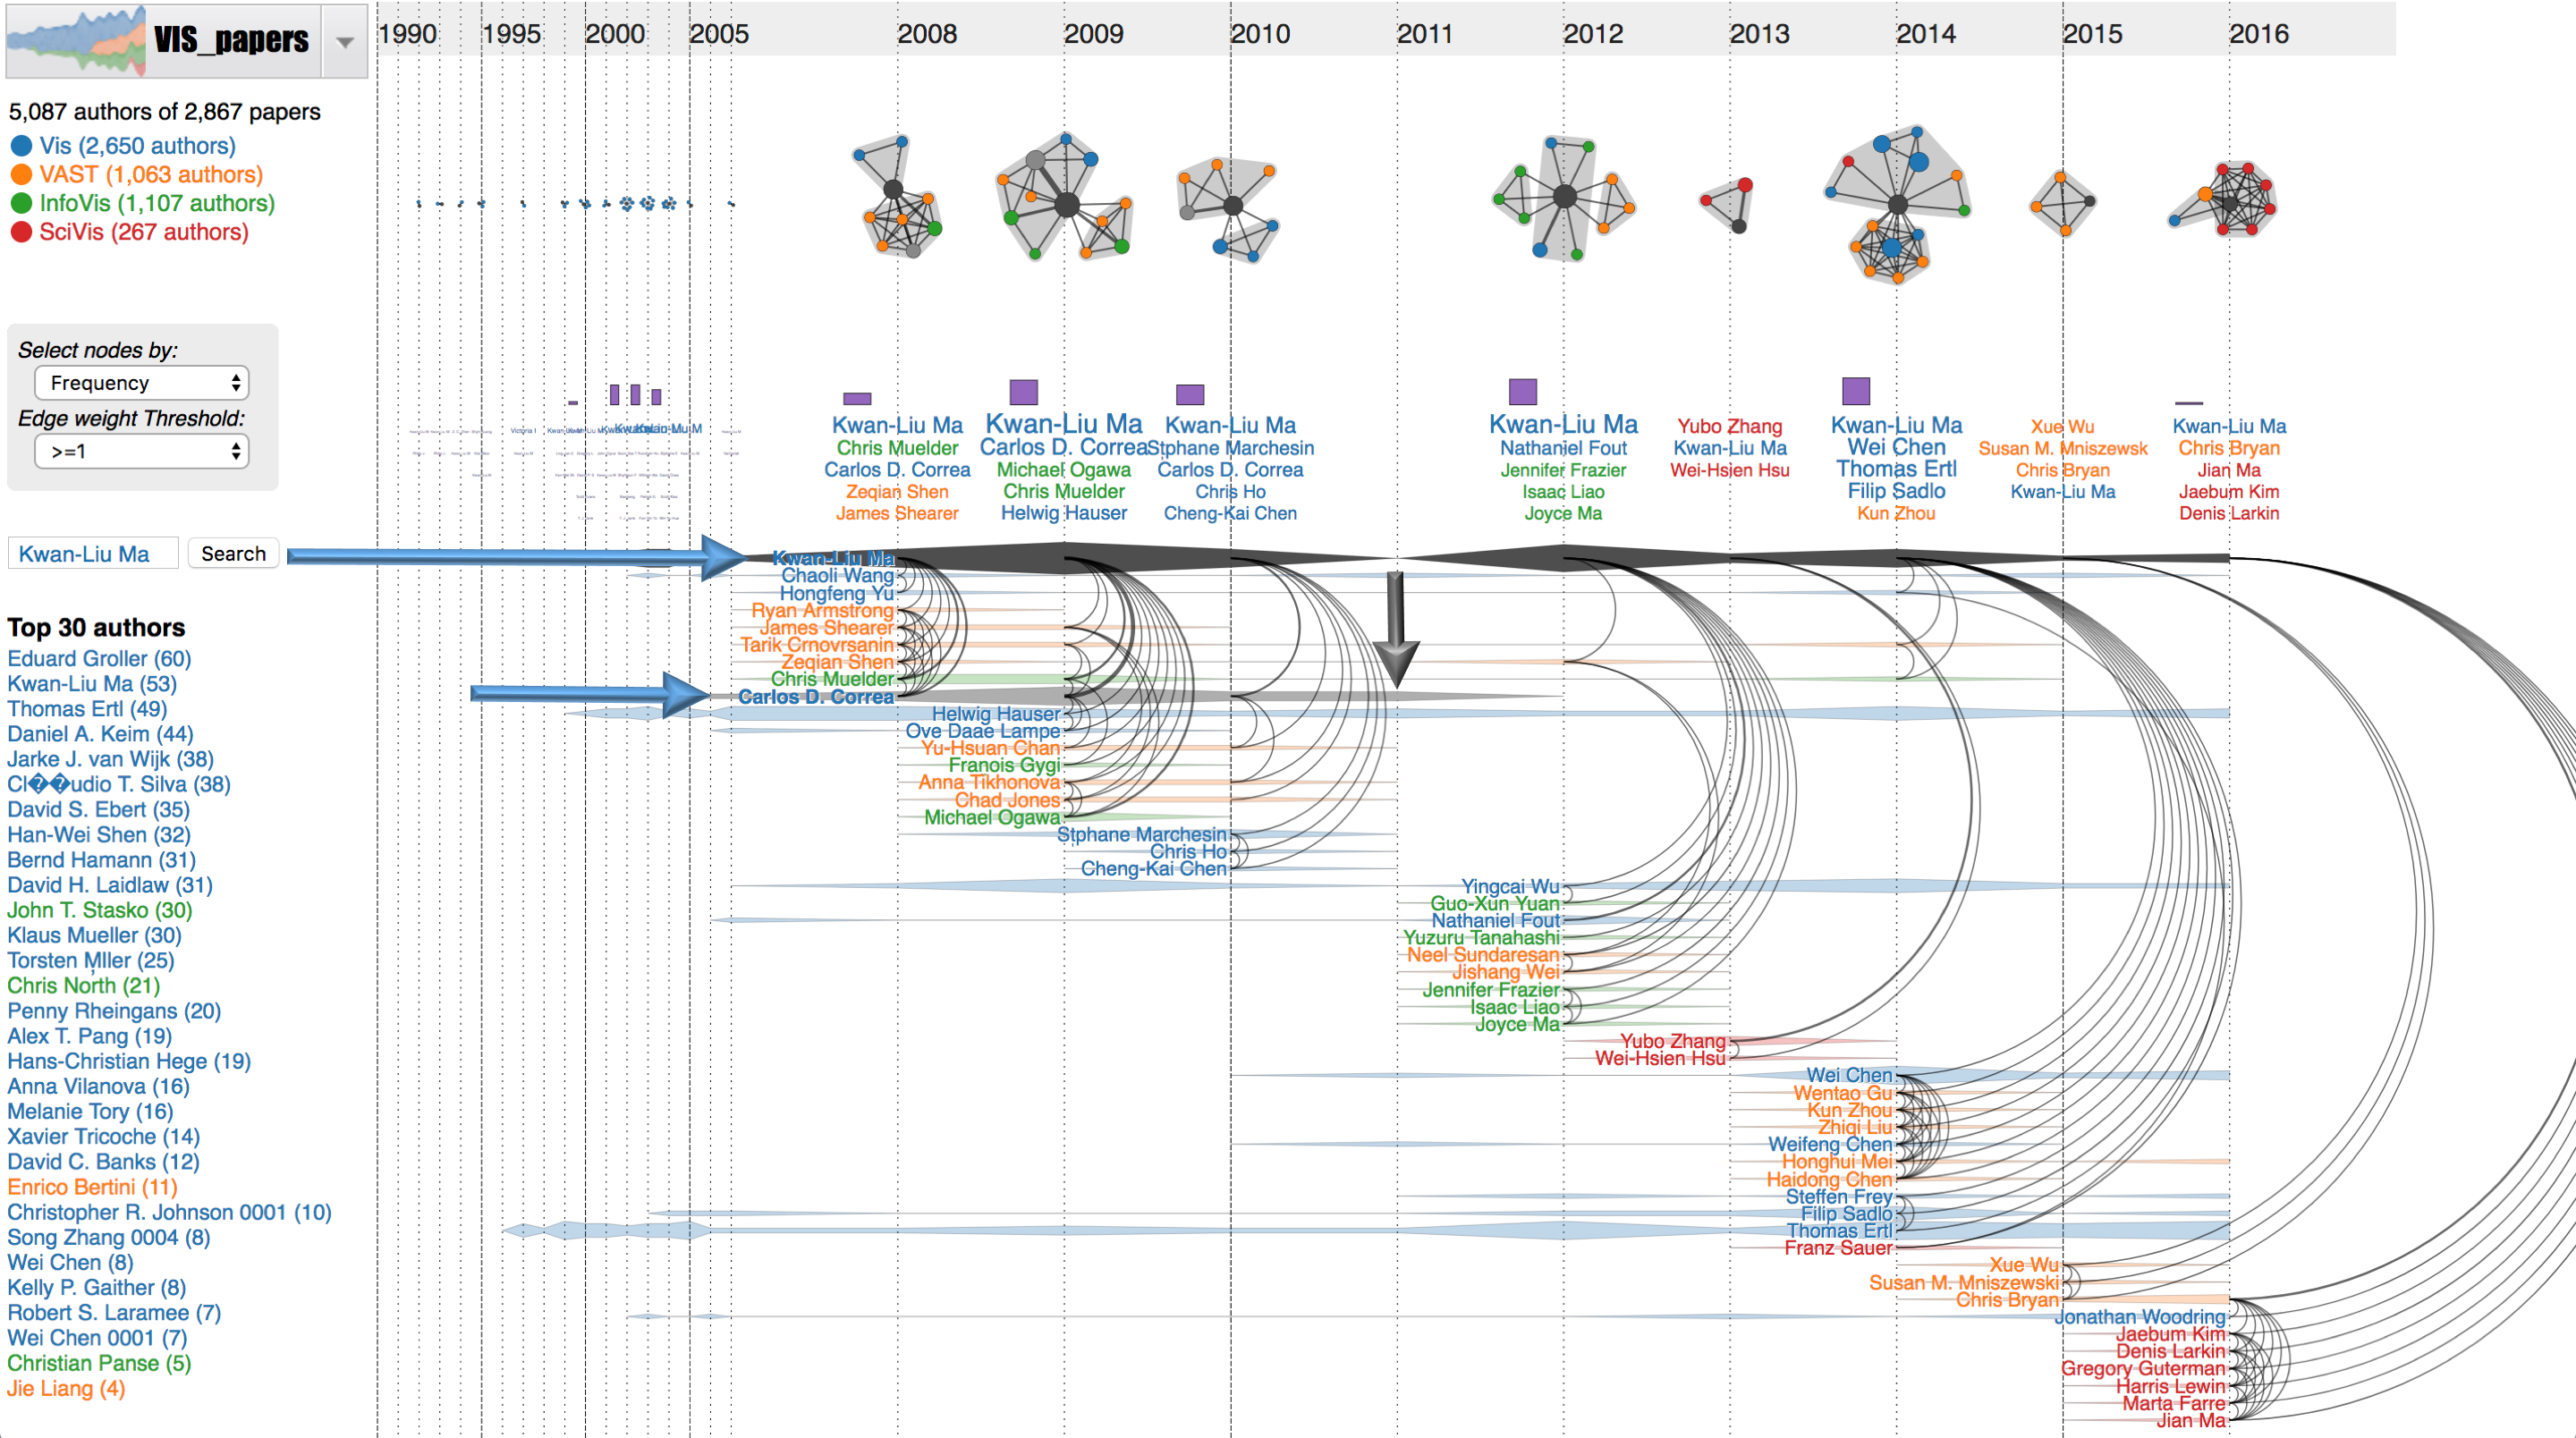 VIS_papers
1990 1995 2000 2005 2008 2009 2010 2011 2012 2013 2014 2015 2016
5,087 authors of 2,867 papers
Vis (2,650 authors)
VAST (1,063 authors)
InfoVis (1,107 authors)
SciVis (267 authors)
Select nodes by:
Frequency
Edge weight Threshold:
>=1
Kwan-Liu Ma
Search
Top 30 authors
Eduard Groller (60)
Kwan-Liu Ma (53)
Thomas Ertl (49)
Daniel A. Keim (44)
Jarke J. van Wijk (38)
Cl��udio T. Silva (38)
David S. Ebert (35)
Han-Wei Shen (32)
Bernd Hamann (31)
David H. Laidlaw (31)
John T. Stasko (30)
Klaus Mueller (30)
Torsten Mller (25)
Chris North (21)
Penny Rheingans (20)
Alex T. Pang (19)
Hans-Christian Hege (19)
Anna Vilanova (16)
Melanie Tory (16)
Xavier Tricoche (14)
David C. Banks (12)
Enrico Bertini (11)
Christopher R. Johnson 0001 (10)
Song Zhang 0004 (8)
Wei Chen (8)
Kelly P. Gaither (8)
Robert S. Laramee (7)
Wei Chen 0001 (7)
Christian Panse (5)
Jie Liang (4)
Kwan-Liu Ma
Chris Muelder
Carlos D. Correa
Zeqian Shen
James Shearer
Kwan-Liu Ma
Carlos D. Correa
Michael Ogawa
Chris Muelder
Helwig Hauser
Kwan-Liu Ma
Stphane Marchesin
Carlos D. Correa
Chris Ho
Cheng-Kai Chen
Kwan-Liu Ma
Nathaniel Fout
Jennifer Frazier
Isaac Liao
Joyce Ma
Yubo Zhang
Kwan-Liu Ma
Wei-Hsien Hsu
Kwan-Liu Ma
Wei Chen
Thomas Ertl
Filip Sadlo
Kun Zhou
Xue Wu
Susan M. Mniszewsk
Chris Bryan
Kwan-Liu Ma
Kwan-Liu Ma
Chris Bryan
Jian Ma
Jaebum Kim
Denis Larkin
Kwan-Liu Ma
Chaoli Wang
Hongfeng Yu
Ryan Armstrong
James Shearer
Tarik Crnovrsanin
Zeqian Shen
Chris Muelder
Carlos D. Correa
Helwig Hauser
Ove Daae Lampe
Yu-Hsuan Chan
Franois Gygi
Anna Tikhonova
Chad Jones
Michael Ogawa
Stphane Marchesin
Chris Ho
Cheng-Kai Chen
Yingcai Wu
Guo-Xun Yuan
Nathaniel Fout
Yuzuru Tanahashi
Neel Sundaresan
Jishang Wei
Jennifer Frazier
Isaac Liao
Joyce Ma
Yubo Zhang
Wei-Hsien Hsu
Wei Chen
Wentao Gu
Kun Zhou
Zhiqi Liu
Weifeng Chen
Honghui Mei
Haidong Chen
Steffen Frey
Filip Sadlo
Thomas Ertl
Franz Sauer
Xue Wu
Susan M. Mniszewski
Chris Bryan
Jonathan Woodring
Jaebum Kim
Denis Larkin
Gregory Guterman
Harris Lewin
Marta Farre
Jian Ma